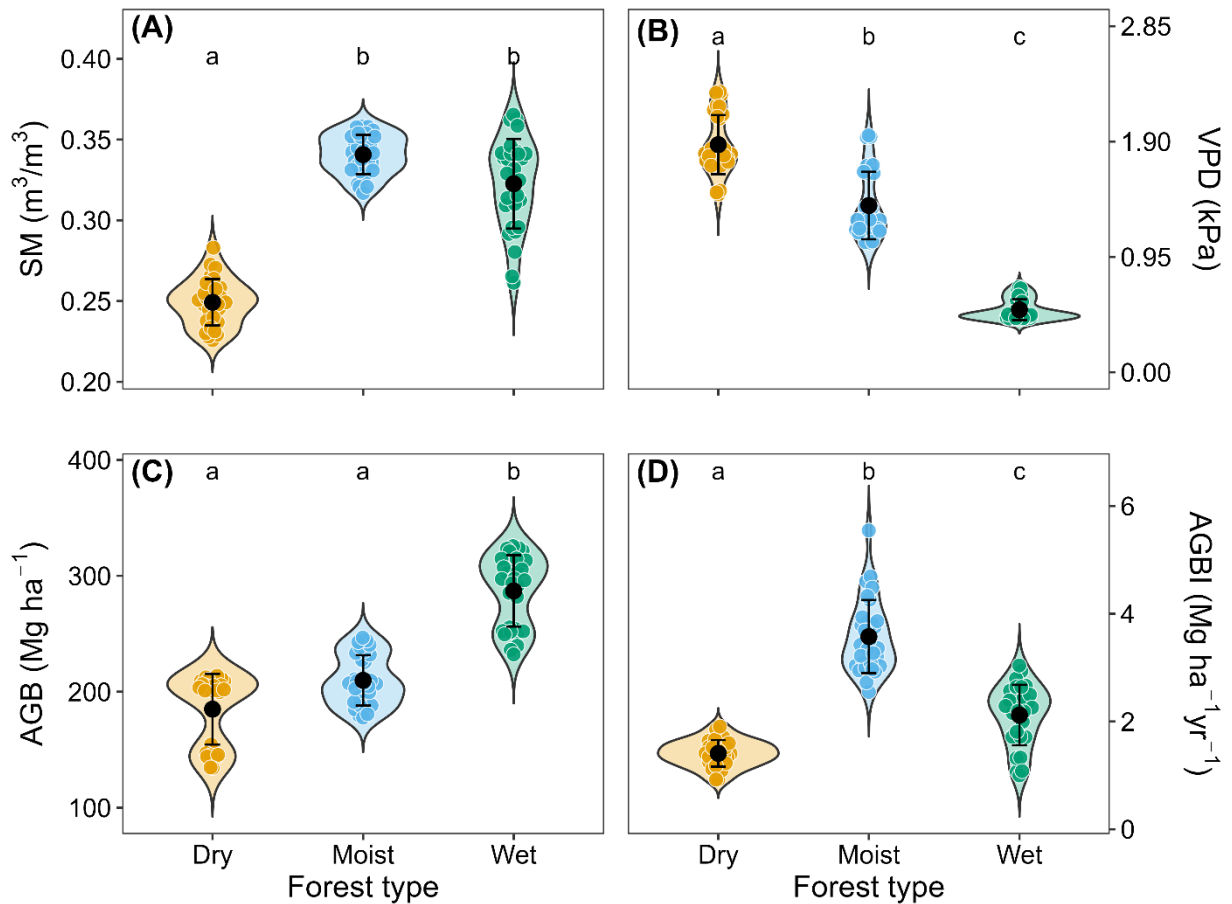 (A)
a b b
0.40
0.35
0.30
0.25
0.20
SM (m³/m³)
(B)
a b c
2.85
1.90
0.95
0.00
VPD (kPa)
(C)
a a b
400
300
200
100
AGB (Mg ha⁻¹)
Dry Moist Wet
Forest type
(D)
a b c
6
4
2
0
AGBI (Mg ha⁻¹yr⁻¹)
Dry Moist Wet
Forest type